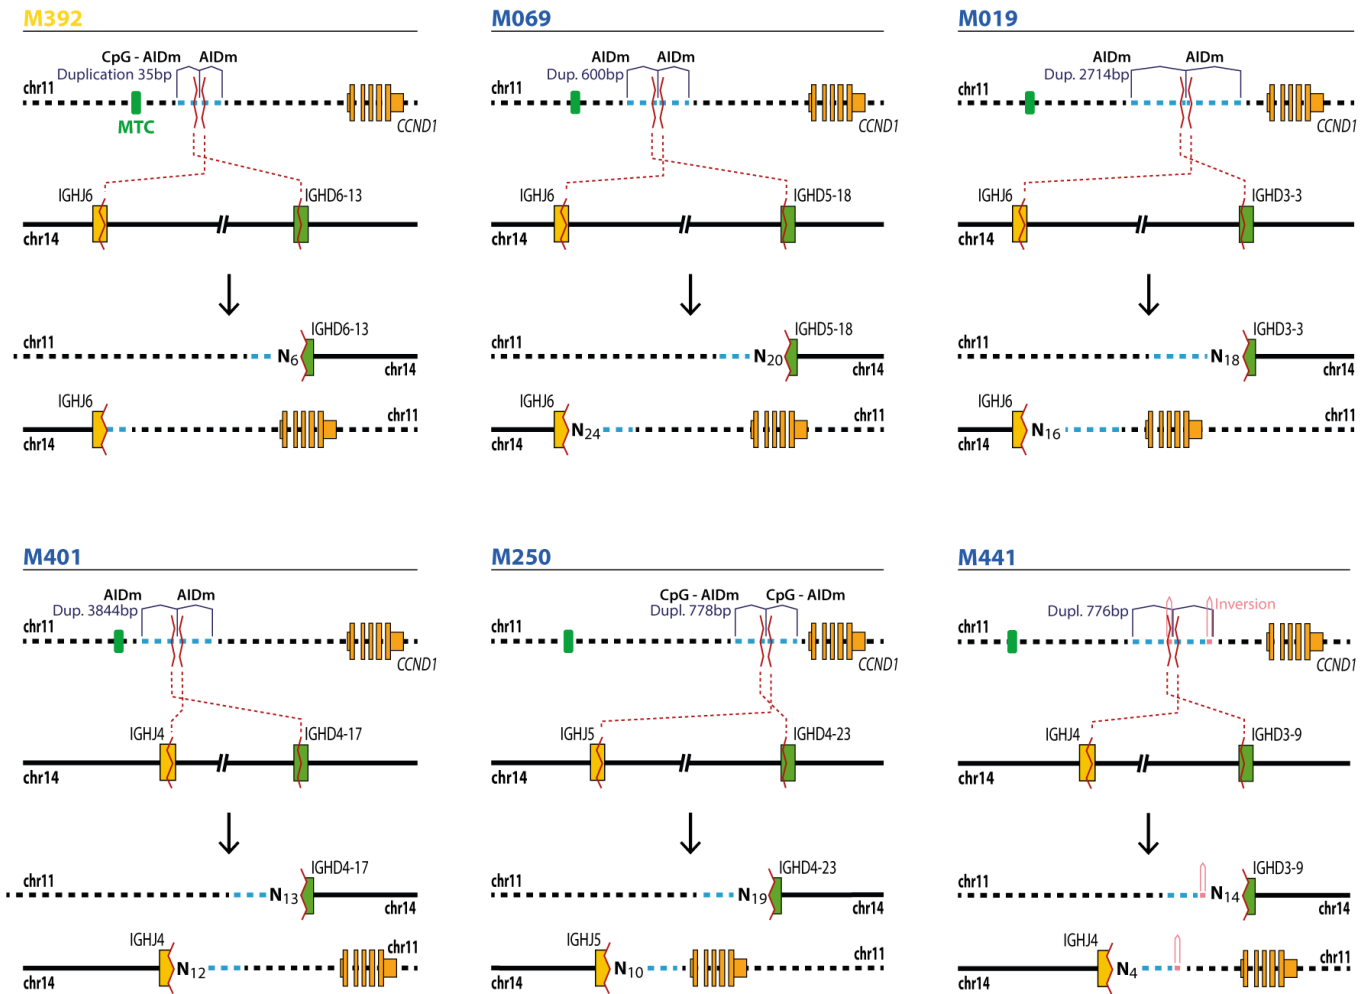 M392
CpG - AIDm AIDm
Duplication 35bp
chr11
MTC
CCND1
IGHJ6
IGHD6-13
chr14
IGHD6-13
chr11
N6
chr14
IGHJ6
chr11
chr14
M069
AIDm AIDm
Dup. 600bp
chr11
CCND1
IGHJ6
IGHD5-18
chr14
IGHD5-18
chr11
N20
chr14
IGHJ6
chr11
N24
chr14
M019
AIDm AIDm
Dup. 2714bp
chr11
CCND1
IGHJ6
IGHD3-3
chr14
IGHD3-3
chr11
N18
chr14
IGHJ6
chr11
N16
chr14
M401
AIDm AIDm
Dup. 3844bp
chr11
CCND1
IGHJ4
IGHD4-17
chr14
IGHD4-17
chr11
N13
chr14
IGHJ4
chr11
N12
chr14
M250
CpG - AIDm CpG - AIDm
Dupl. 778bp
chr11
CCND1
IGHJ5
IGHD4-23
chr14
IGHD4-23
chr11
N19
chr14
IGHJ5
chr11
N10
chr14
M441
Dupl. 776bp
Inversion
chr11
CCND1
IGHJ4
IGHD3-9
chr14
IGHD3-9
chr11
N14
chr14
IGHJ4
chr11
N4
chr14